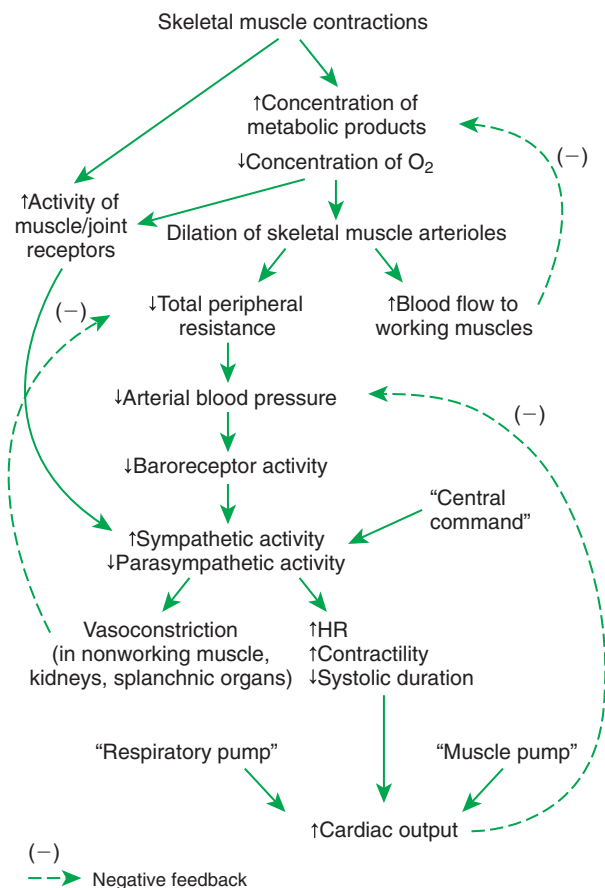 Skeletal muscle contractions
↑Concentration of
metabolic products
↓Concentration of O₂
(−)
↑Activity of
muscle/joint
receptors
Dilation of skeletal muscle arterioles
(−)
↓Total peripheral
resistance
↑Blood flow to
working muscles
↓Arterial blood pressure
(−)
↓Baroreceptor activity
“Central
command”
↑Sympathetic activity
↓Parasympathetic activity
Vasoconstriction
(in nonworking muscle,
kidneys, splanchnic organs)
↑HR
↑Contractility
↓Systolic duration
“Respiratory pump”
“Muscle pump”
↑Cardiac output
(−)
Negative feedback